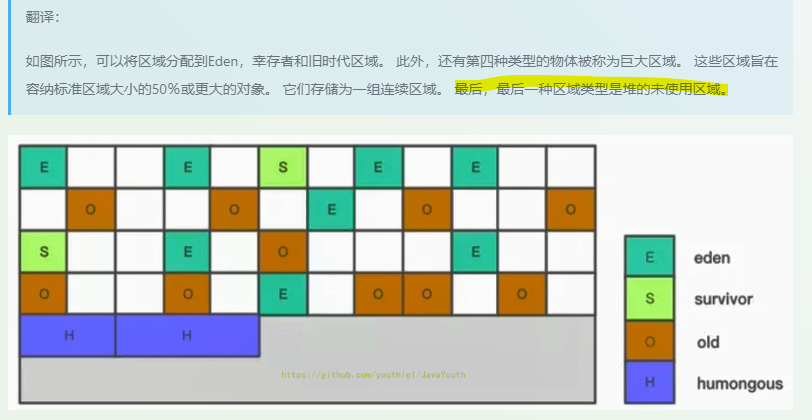 翻译：
如图所示，可以将区域分配到Eden，幸存者和旧时代区域。 此外，还有第四种类型的物体被称为巨大区域。 这些区域旨在
容纳标准区域大小的50％或更大的对象。 它们存储为一组连续区域。 最后，最后一种区域类型是堆的未使用区域。
E E S E E
O O E O O
S E O E
O O E O O O
H H
https://github.com/youthlql/JavaYouth
E eden
S survivor
O old
H humongous